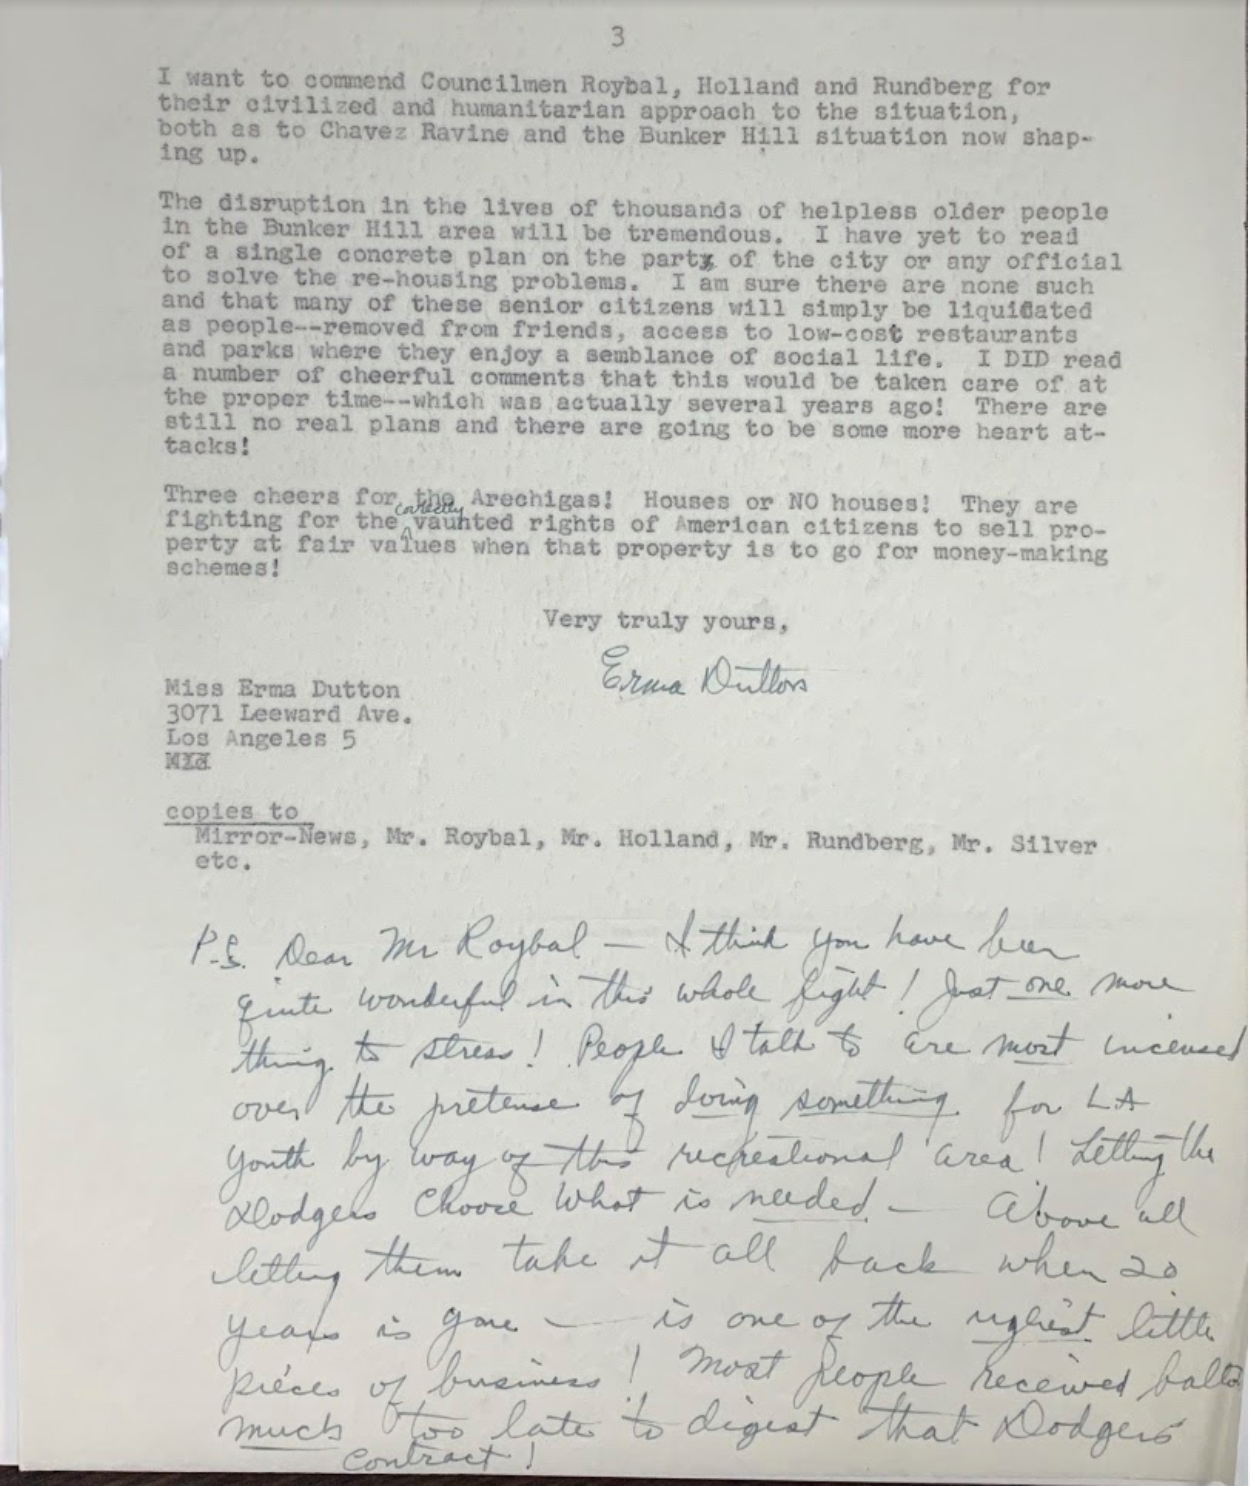 3
I want to commend Councilmen Roybal, Holland and Rundberg for
their civilized and humanitarian approach to the situation,
both as to Chavez Ravine and the Bunker Hill situation now shap-
ing up.
The disruption in the lives of thousands of helpless older people
in the Bunker Hill area will be tremendous. I have yet to read
of a single concrete plan on the part of the city or any official
to solve the re-housing problems. I am sure there are none such
and that many of these senior citizens will simply be liquidated
as people--removed from friends, access to low-cost restaurants
and parks where they enjoy a semblance of social life. I DID read
a number of cheerful comments that this would be taken care of at
the proper time--which was actually several years ago! There are
still no real plans and there are going to be some more heart at-
tacks!
Three cheers for the Arechigas! Houses or NO houses! They are
fighting for the vaunted rights of American citizens to sell pro-
perty at fair values when that property is to go for money-making
schemes!
Very truly yours,
Erma Dutton
Miss Erma Dutton
3071 Leeward Ave.
Los Angeles 5
copies to
Mirror-News, Mr. Roybal, Mr. Holland, Mr. Rundberg, Mr. Silver
etc.
P.S. Dear Mr Roybal — I think you have been
quite wonderful in this whole fight! Just one more
thing to stress! People I talk to are most incensed
over the pretense of doing something for LA
youth by way of this recreational area! Letting the
Dodgers choose what is needed — Above all
letting them take it all back when 20
years is gone — is one of the ugliest little
pieces of business! Most people received
much too late to digest that Dodgers
contract!